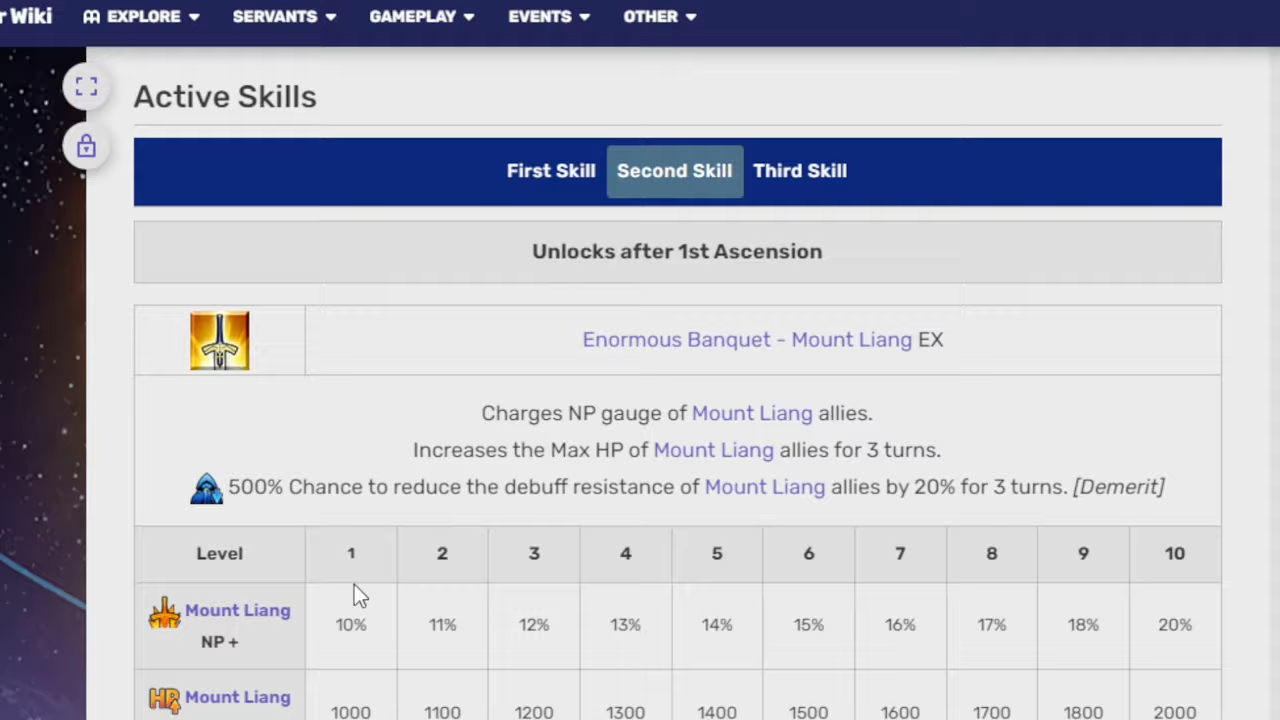 r Wiki EXPLORE SERVANTS GAMEPLAY EVENTS OTHER
Active Skills
First Skill Second Skill Third Skill
Unlocks after 1st Ascension
Enormous Banquet - Mount Liang EX
Charges NP gauge of Mount Liang allies.
Increases the Max HP of Mount Liang allies for 3 turns.
500% Chance to reduce the debuff resistance of Mount Liang allies by 20% for 3 turns. [Demerit]
Level 1 2 3 4 5 6 7 8 9 10
Mount Liang
NP + 10% 11% 12% 13% 14% 15% 16% 17% 18% 20%
HP Mount Liang
1000 1100 1200 1300 1400 1500 1600 1700 1800 2000